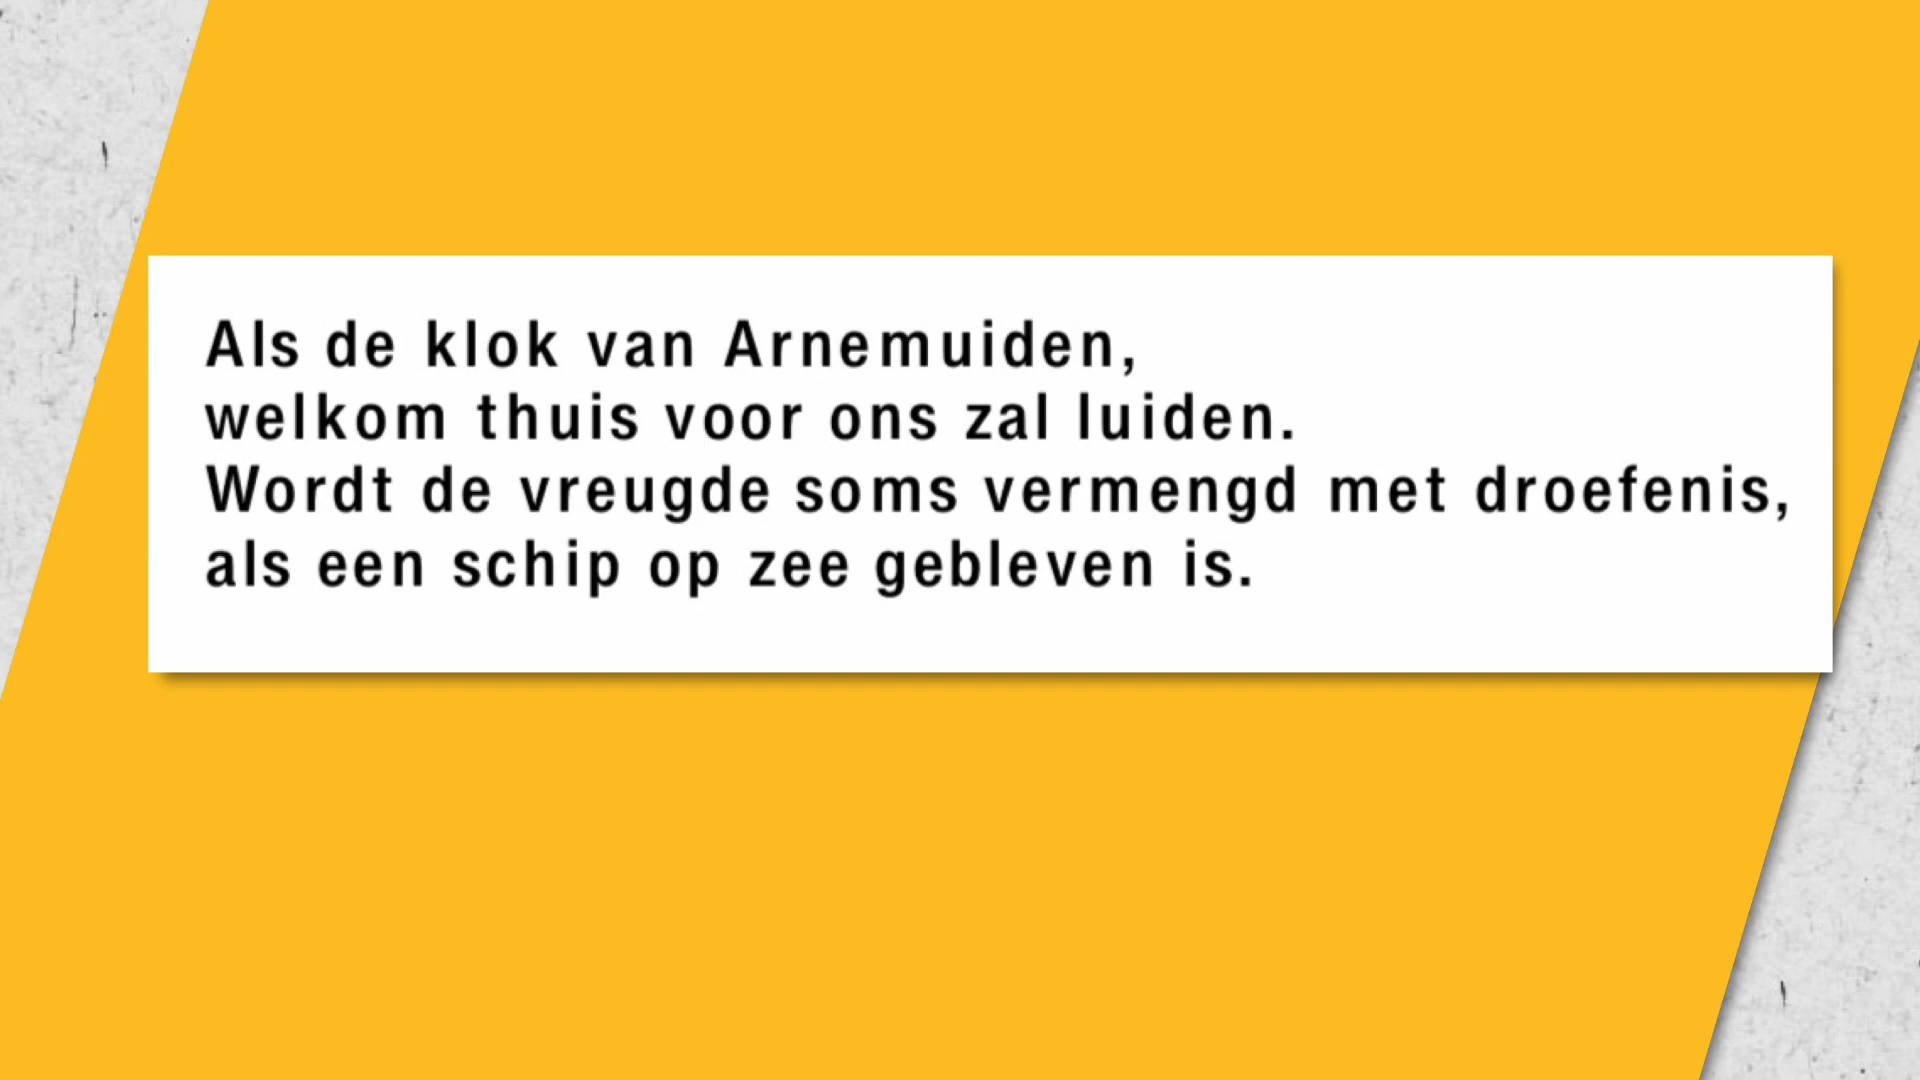 Als de klok van Arnemuiden,
welkom thuis voor ons zal luiden.
Wordt de vreugde soms vermengd met droefenis,
als een schip op zee gebleven is.